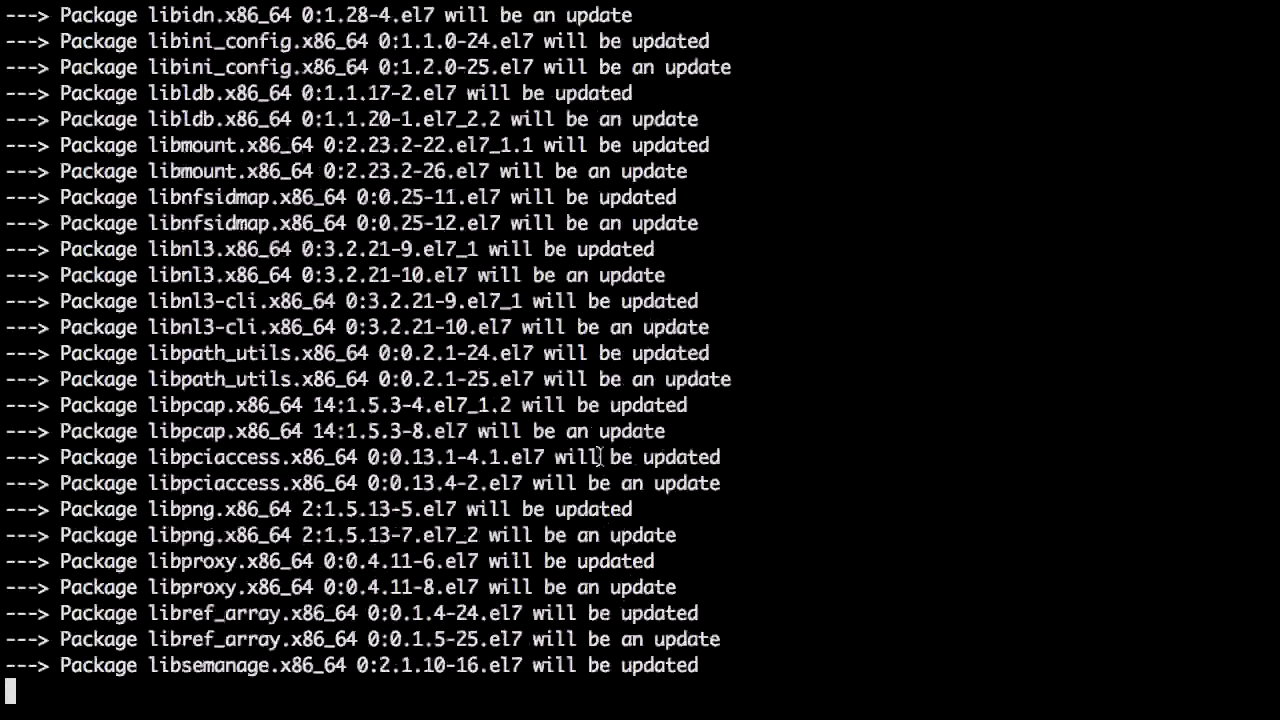 ---> Package libidn.x86_64 0:1.28-4.el7 will be an update
---> Package libini_config.x86_64 0:1.1.0-24.el7 will be updated
---> Package libini_config.x86_64 0:1.2.0-25.el7 will be an update
---> Package libldb.x86_64 0:1.1.17-2.el7 will be updated
---> Package libldb.x86_64 0:1.1.20-1.el7_2.2 will be an update
---> Package libmount.x86_64 0:2.23.2-22.el7_1.1 will be updated
---> Package libmount.x86_64 0:2.23.2-26.el7 will be an update
---> Package libnfsidmap.x86_64 0:0.25-11.el7 will be updated
---> Package libnfsidmap.x86_64 0:0.25-12.el7 will be an update
---> Package libnl3.x86_64 0:3.2.21-9.el7_1 will be updated
---> Package libnl3.x86_64 0:3.2.21-10.el7 will be an update
---> Package libnl3-cli.x86_64 0:3.2.21-9.el7_1 will be updated
---> Package libnl3-cli.x86_64 0:3.2.21-10.el7 will be an update
---> Package libpath_utils.x86_64 0:0.2.1-24.el7 will be updated
---> Package libpath_utils.x86_64 0:0.2.1-25.el7 will be an update
---> Package libpcap.x86_64 14:1.5.3-4.el7_1.2 will be updated
---> Package libpcap.x86_64 14:1.5.3-8.el7 will be an update
---> Package libpciaccess.x86_64 0:0.13.1-4.1.el7 will be updated
---> Package libpciaccess.x86_64 0:0.13.4-2.el7 will be an update
---> Package libpng.x86_64 2:1.5.13-5.el7 will be updated
---> Package libpng.x86_64 2:1.5.13-7.el7_2 will be an update
---> Package libproxy.x86_64 0:0.4.11-6.el7 will be updated
---> Package libproxy.x86_64 0:0.4.11-8.el7 will be an update
---> Package libref_array.x86_64 0:0.1.4-24.el7 will be updated
---> Package libref_array.x86_64 0:0.1.5-25.el7 will be an update
---> Package libsemanage.x86_64 0:2.1.10-16.el7 will be updated